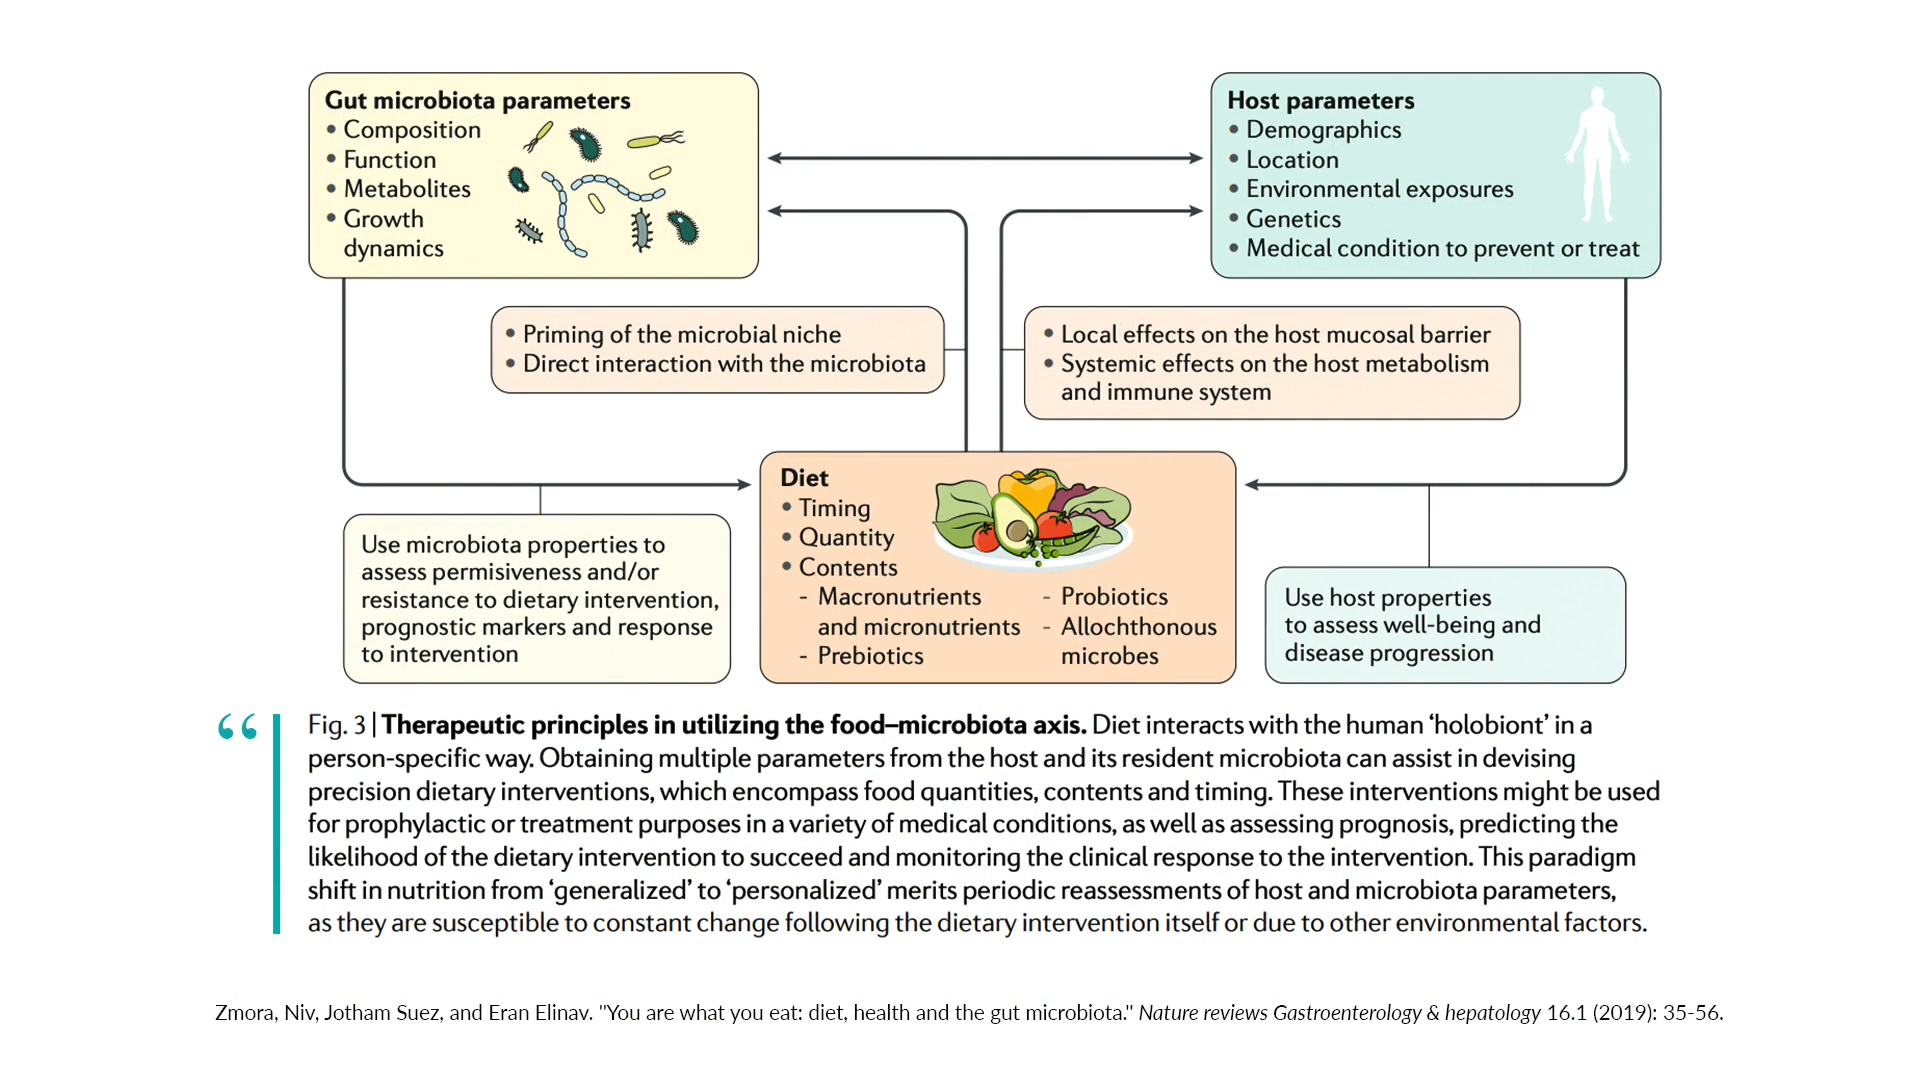 Gut microbiota parameters
• Composition
• Function
• Metabolites
• Growth
dynamics
Host parameters
• Demographics
• Location
• Environmental exposures
• Genetics
• Medical condition to prevent or treat
• Priming of the microbial niche
• Direct interaction with the microbiota
• Local effects on the host mucosal barrier
• Systemic effects on the host metabolism
and immune system
Use microbiota properties to
assess permisiveness and/or
resistance to dietary intervention,
prognostic markers and response
to intervention
Diet
• Timing
• Quantity
• Contents
- Macronutrients
and micronutrients
- Prebiotics
- Probiotics
- Allochthonous
microbes
Use host properties
to assess well-being and
disease progression
“
Fig. 3 | Therapeutic principles in utilizing the food–microbiota axis. Diet interacts with the human ‘holobiont’ in a
person-specific way. Obtaining multiple parameters from the host and its resident microbiota can assist in devising
precision dietary interventions, which encompass food quantities, contents and timing. These interventions might be used
for prophylactic or treatment purposes in a variety of medical conditions, as well as assessing prognosis, predicting the
likelihood of the dietary intervention to succeed and monitoring the clinical response to the intervention. This paradigm
shift in nutrition from ‘generalized’ to ‘personalized’ merits periodic reassessments of host and microbiota parameters,
as they are susceptible to constant change following the dietary intervention itself or due to other environmental factors.
Zmora, Niv, Jotham Suez, and Eran Elinav. "You are what you eat: diet, health and the gut microbiota." Nature reviews Gastroenterology & hepatology 16.1 (2019): 35-56.